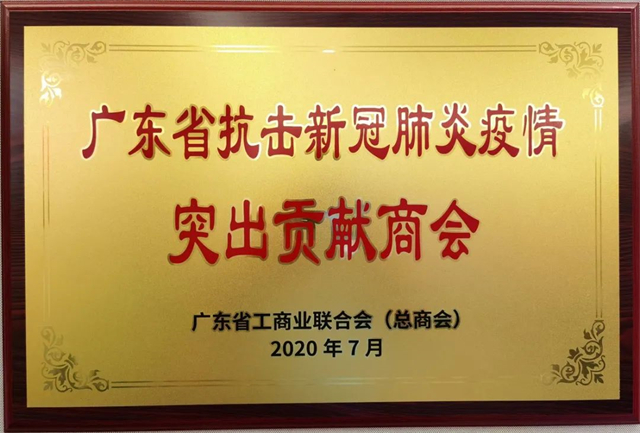 广东省抗击新冠肺炎疫情
突出贡献商会
广东省工商业联合会（总商会）
2020年7月